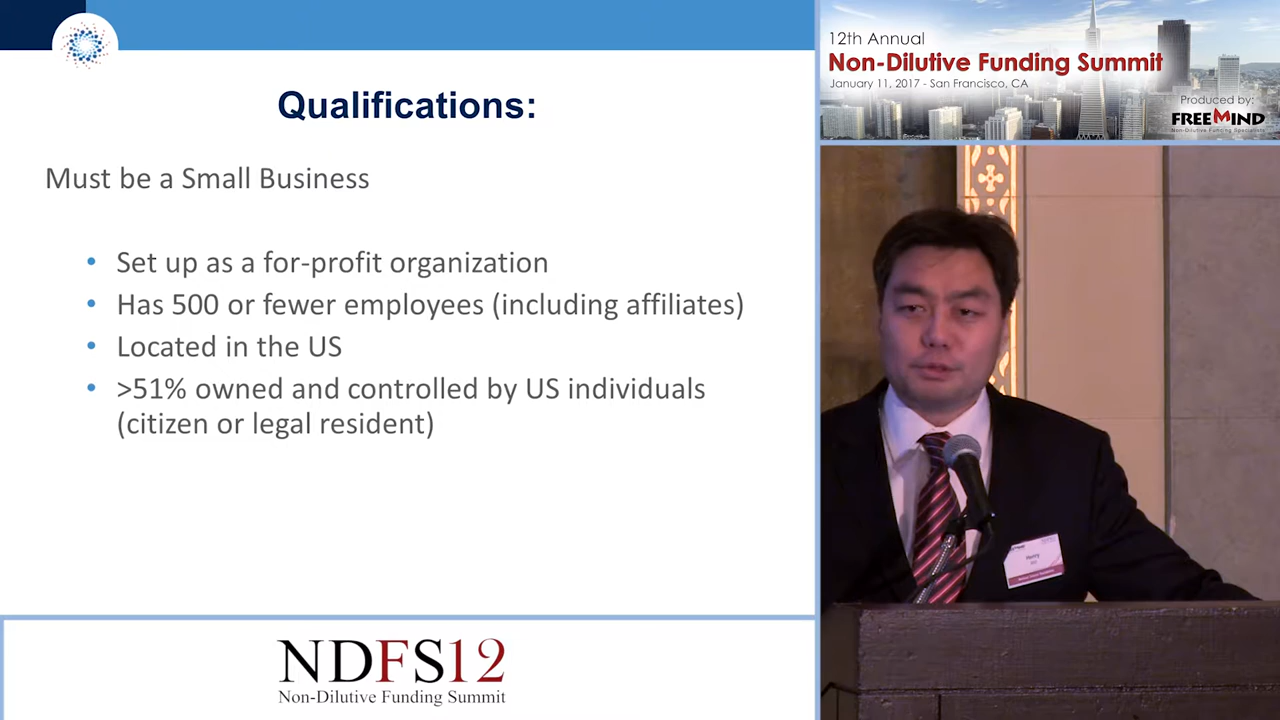 Qualifications:
Must be a Small Business
• Set up as a for-profit organization
• Has 500 or fewer employees (including affiliates)
• Located in the US
• >51% owned and controlled by US individuals
(citizen or legal resident)
NDFS12
Non-Dilutive Funding Summit
12th Annual
Non-Dilutive Funding Summit
January 11, 2017 - San Francisco, CA
Produced by:
FREEMIND
Non-Dilutive Funding Specialists